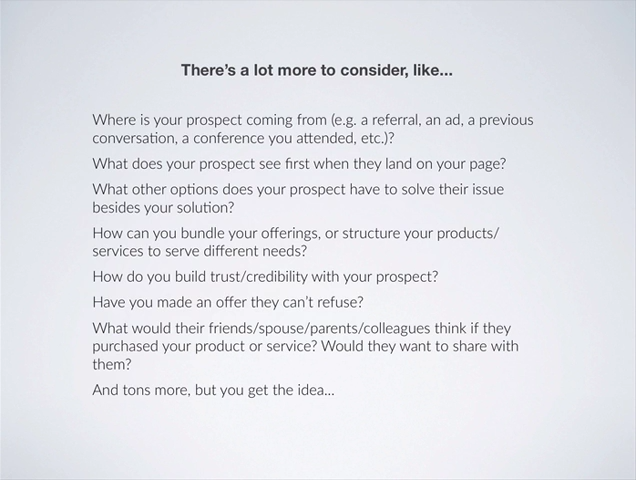 There's a lot more to consider, like...
Where is your prospect coming from (e.g. a referral, an ad, a previous
conversation, a conference you attended, etc.)?
What does your prospect see first when they land on your page?
What other options does your prospect have to solve their issue
besides your solution?
How can you bundle your offerings, or structure your products/
services to serve different needs?
How do you build trust/credibility with your prospect?
Have you made an offer they can't refuse?
What would their friends/spouse/parents/colleagues think if they
purchased your product or service? Would they want to share with
them?
And tons more, but you get the idea...